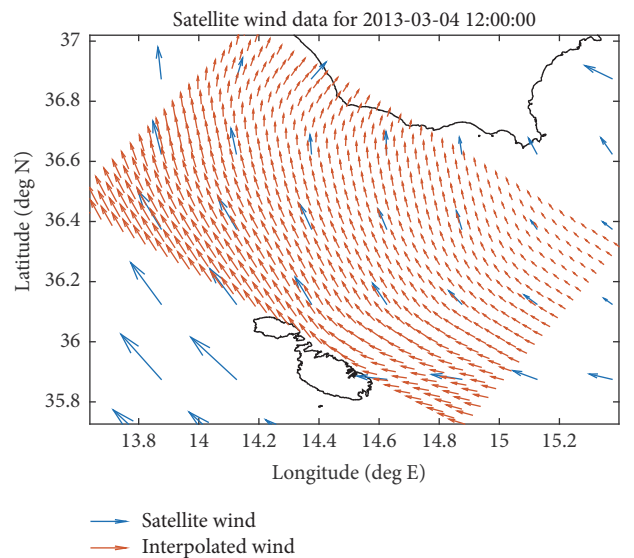 Satellite wind data for 2013-03-04 12:00:00
37
36.8
36.6
36.4
36.2
36
35.8
Latitude (deg N)
13.8 14 14.2 14.4 14.6 14.8 15 15.2
Longitude (deg E)
Satellite wind
Interpolated wind